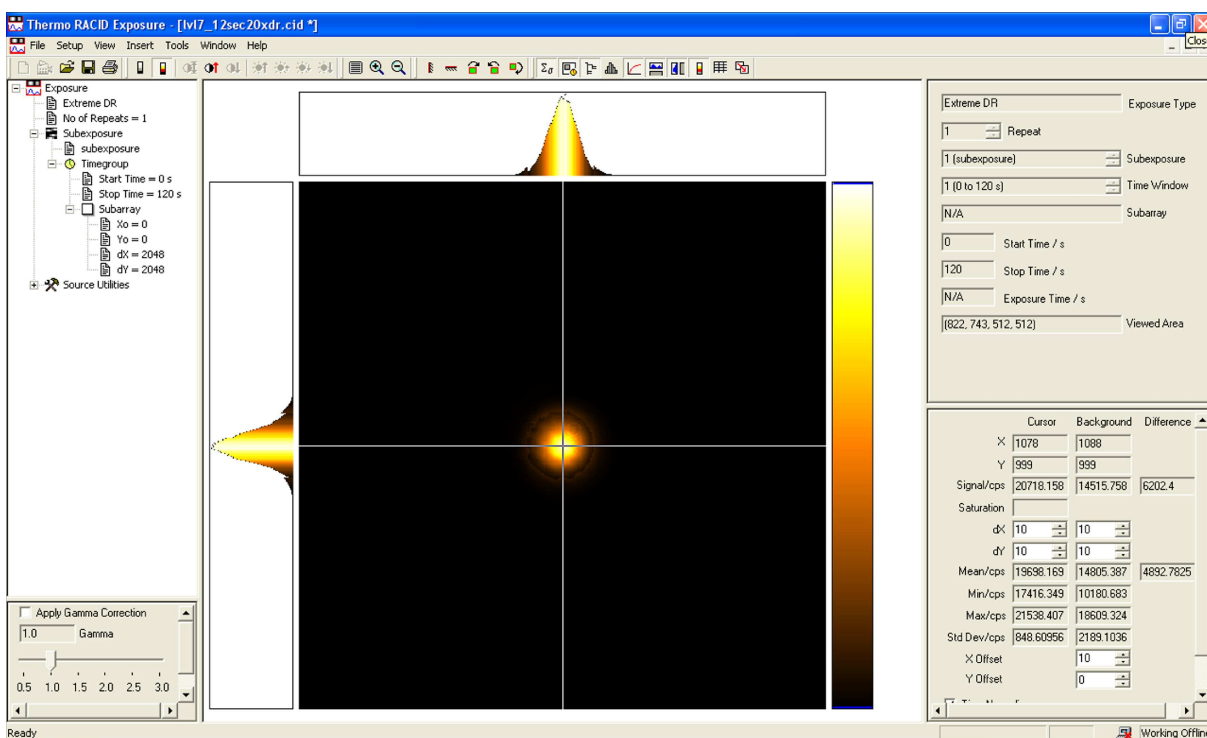 Thermo RACID Exposure - [lvl7_12sec20xdr.cid *]
Close
File Setup View Insert Tools Window Help
Exposure
Extreme DR
No of Repeats = 1
Subexposure
subexposure
Timegroup
Start Time = 0 s
Stop Time = 120 s
Subarray
Xo = 0
Yo = 0
dX = 2048
dY = 2048
Source Utilities
Apply Gamma Correction
1.0 Gamma
0.5 1.0 1.5 2.0 2.5 3.0
Extreme DR Exposure Type
1 Repeat
1 (subexposure) Subexposure
1 (0 to 120 s) Time Window
N/A Subarray
0 Start Time / s
120 Stop Time / s
N/A Exposure Time / s
(822, 743, 512, 512) Viewed Area
Cursor Background Difference
X 1078 1088
Y 999 999
Signal/cps 20718.158 14515.758 6202.4
Saturation
dX 10 10
dY 10 10
Mean/cps 19698.169 14805.387 4892.7825
Min/cps 17416.349 10180.683
Max/cps 21538.407 18609.324
Std Dev/cps 848.60956 2189.1036
X Offset 10
Y Offset 0
Ready
Working Offline